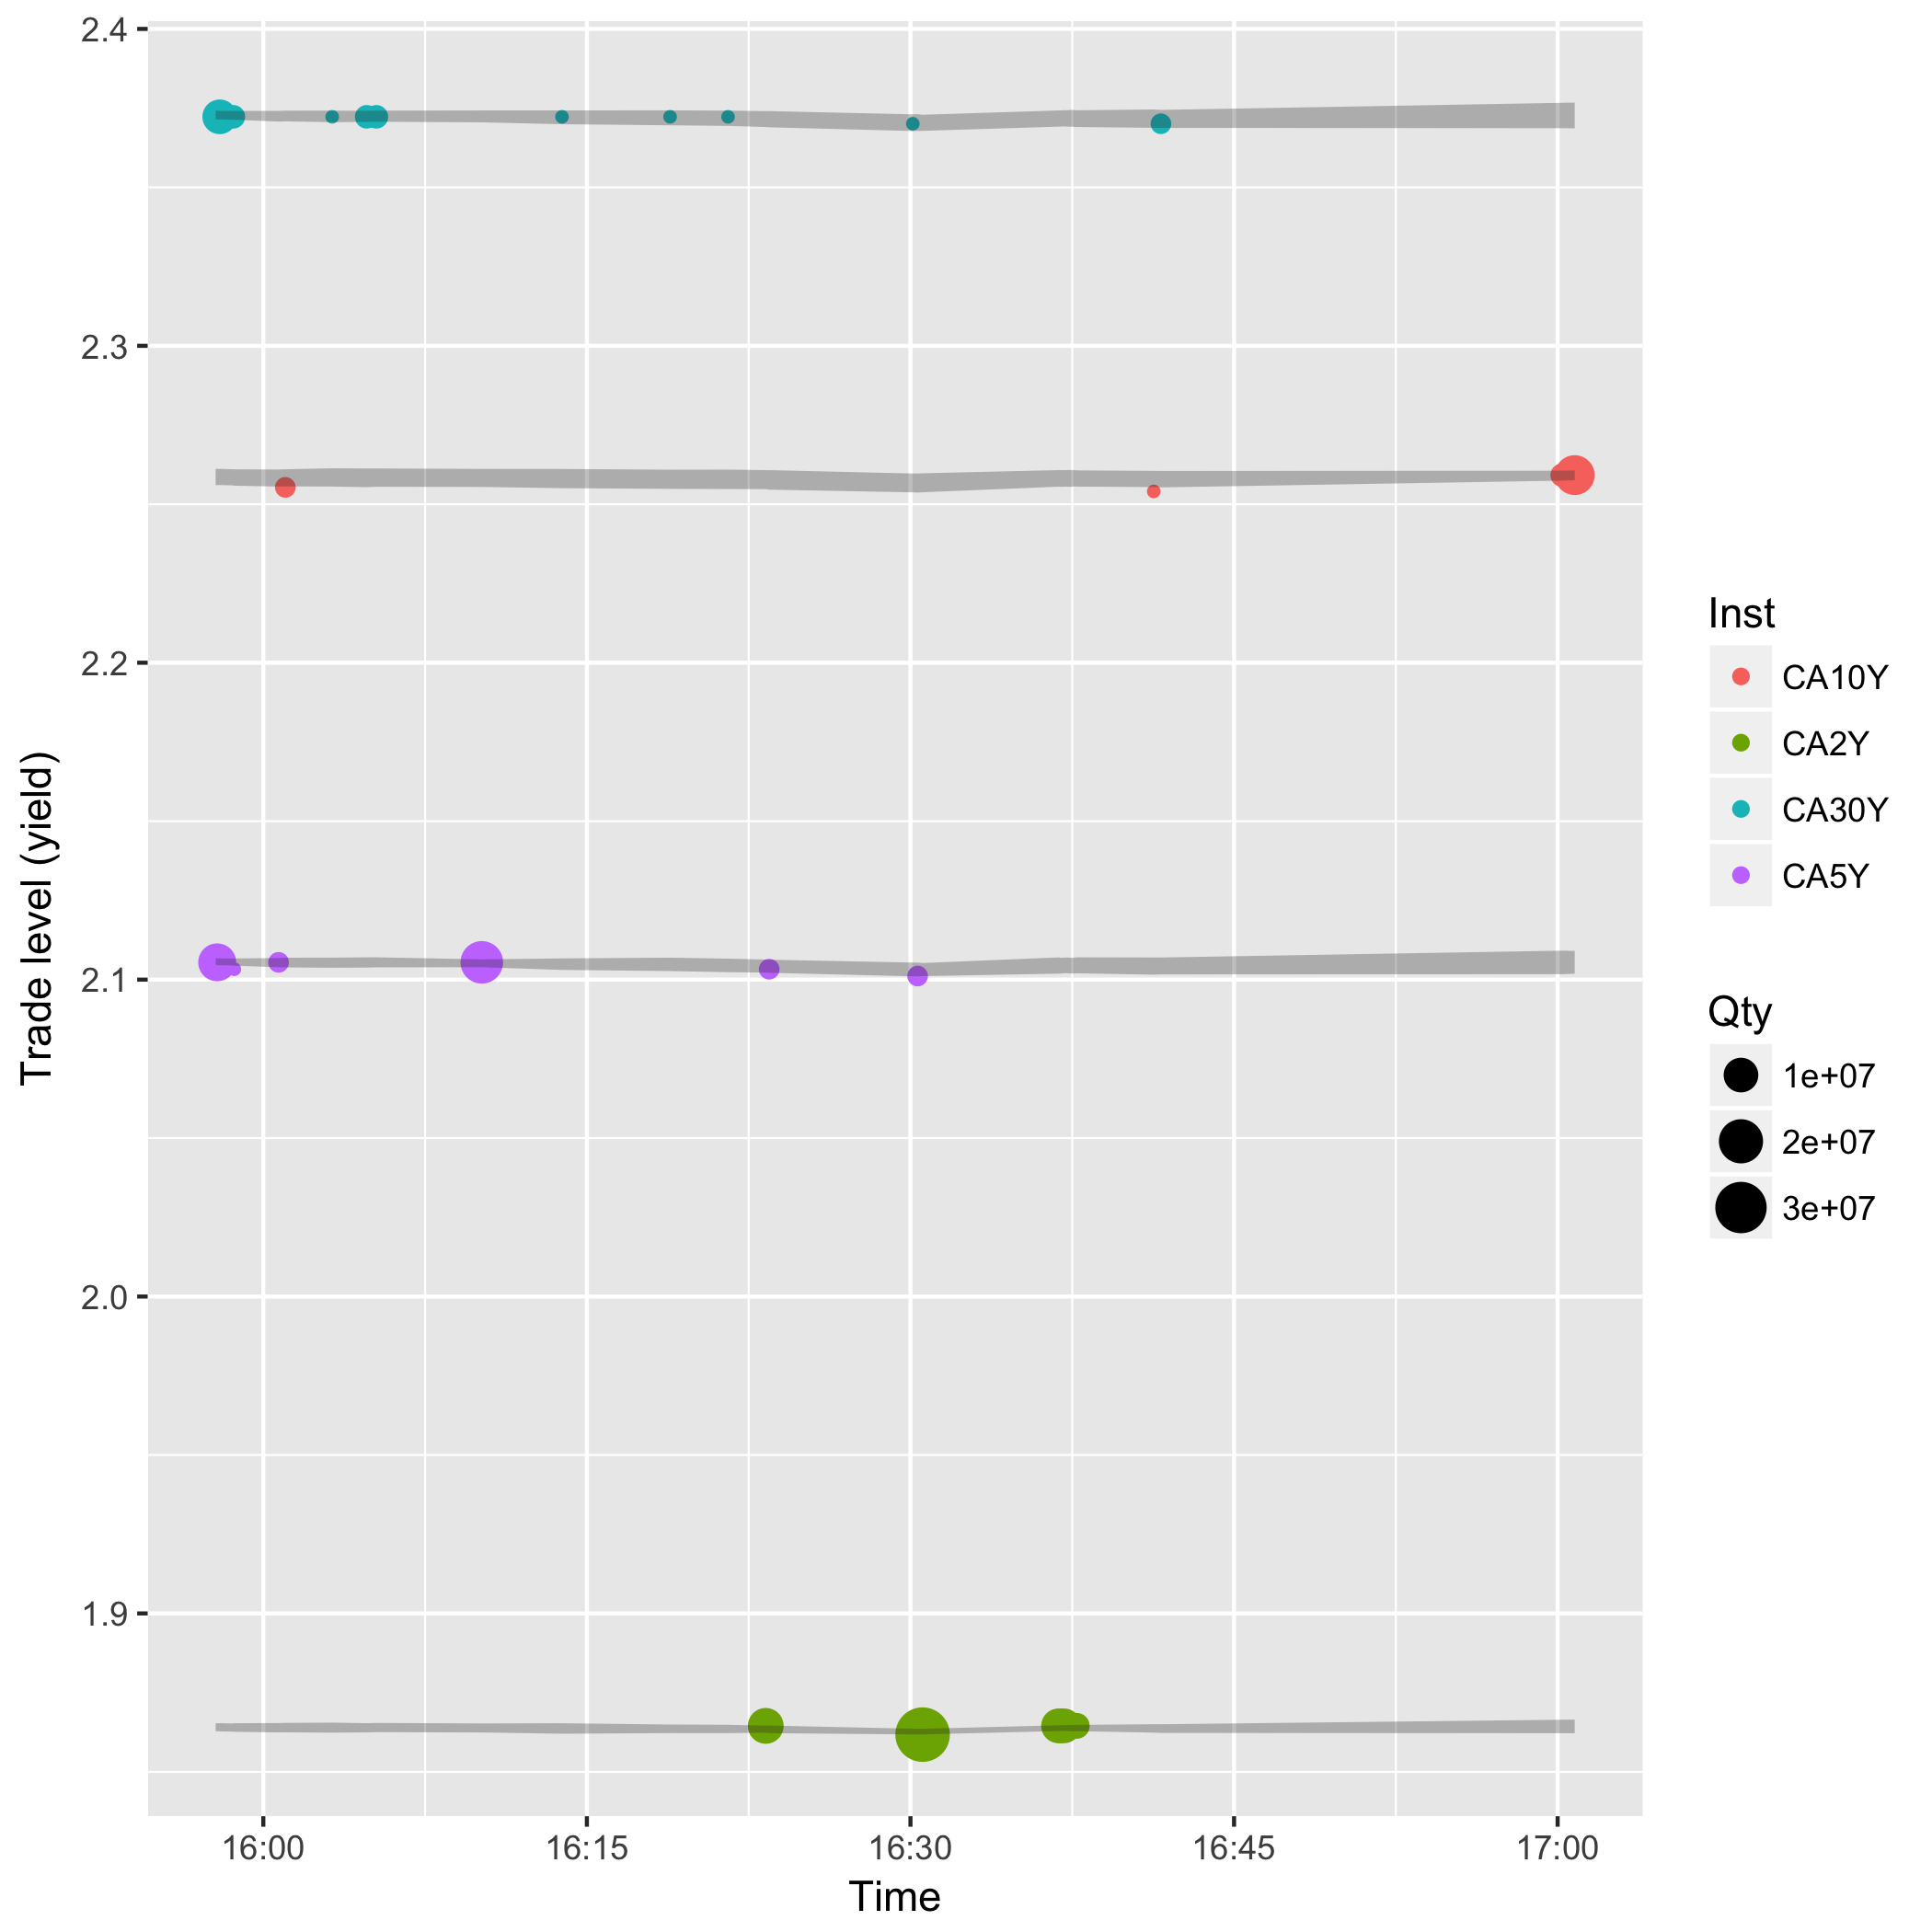 2.4
2.3
2.2
2.1
2.0
1.9
Trade level (yield)
16:00
16:15
16:30
16:45
17:00
Time
Inst
CA10Y
CA2Y
CA30Y
CA5Y
Qty
1e+07
2e+07
3e+07